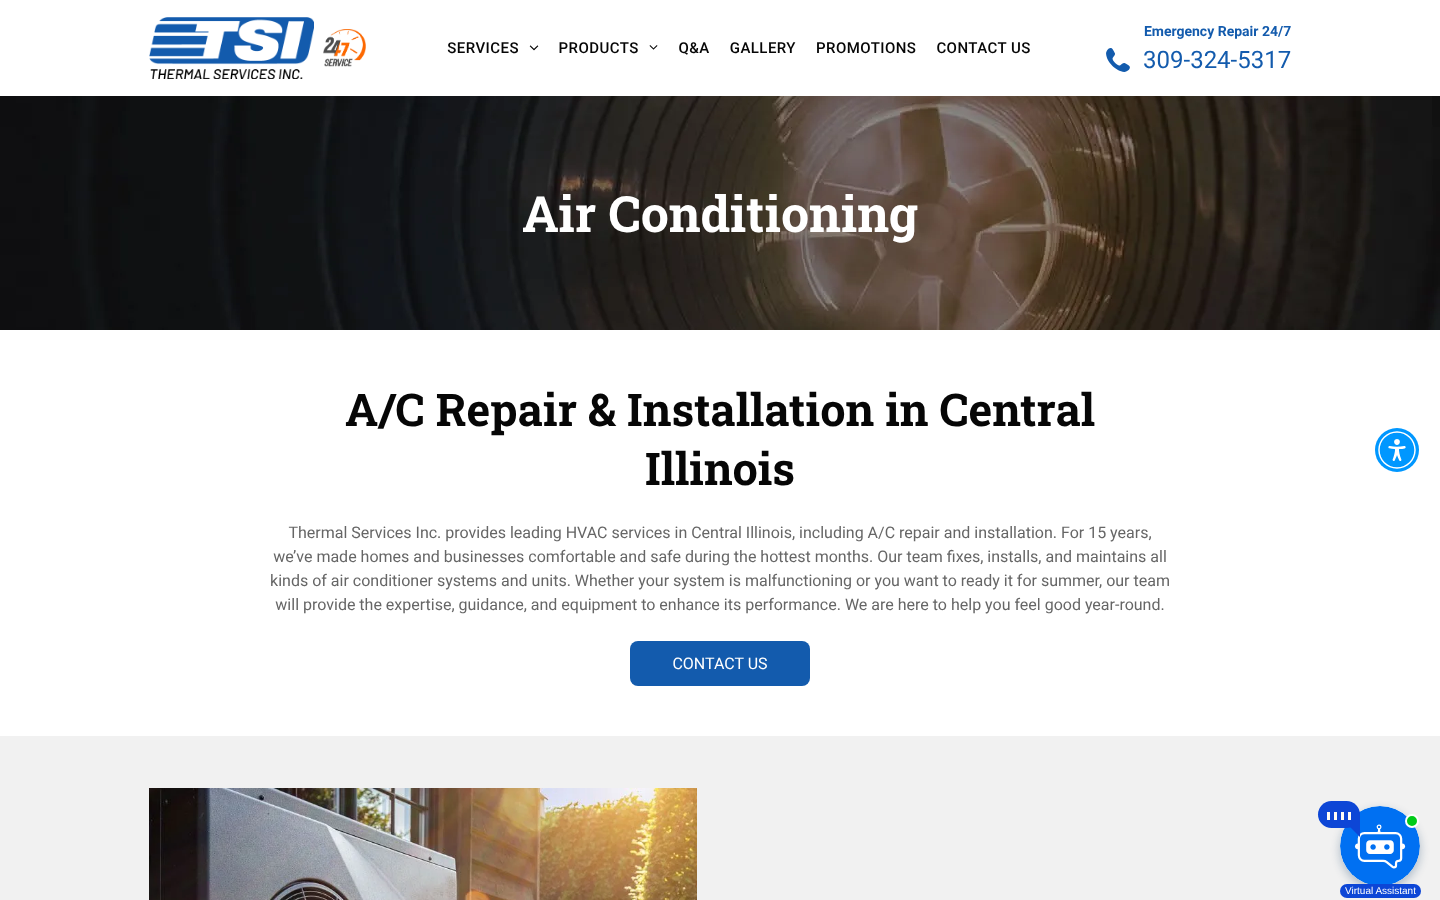 TSI
THERMAL SERVICES INC.
24/7
SERVICE
SERVICES
PRODUCTS
Q&A
GALLERY
PROMOTIONS
CONTACT US
Emergency Repair 24/7
309-324-5317
Air Conditioning
A/C Repair & Installation in Central
Illinois
Thermal Services Inc. provides leading HVAC services in Central Illinois, including A/C repair and installation. For 15 years,
we’ve made homes and businesses comfortable and safe during the hottest months. Our team fixes, installs, and maintains all
kinds of air conditioner systems and units. Whether your system is malfunctioning or you want to ready it for summer, our team
will provide the expertise, guidance, and equipment to enhance its performance. We are here to help you feel good year-round.
CONTACT US
Virtual Assistant